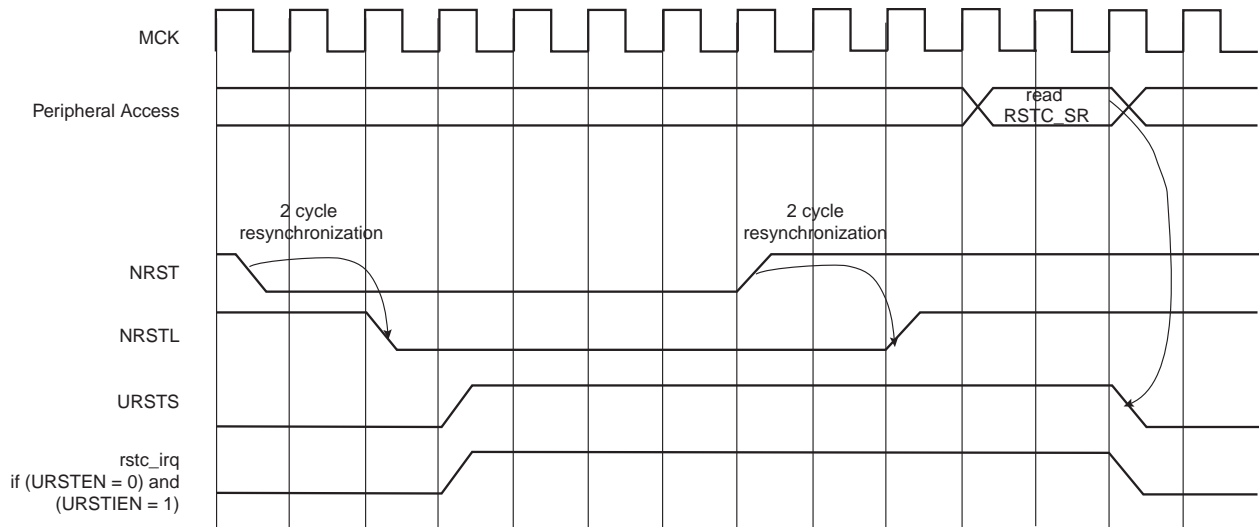 MCK
Peripheral Access
read
RSTC_SR
2 cycle
resynchronization
2 cycle
resynchronization
NRST
NRSTL
URSTS
rstc_irq
if (URSTEN = 0) and
(URSTIEN = 1)